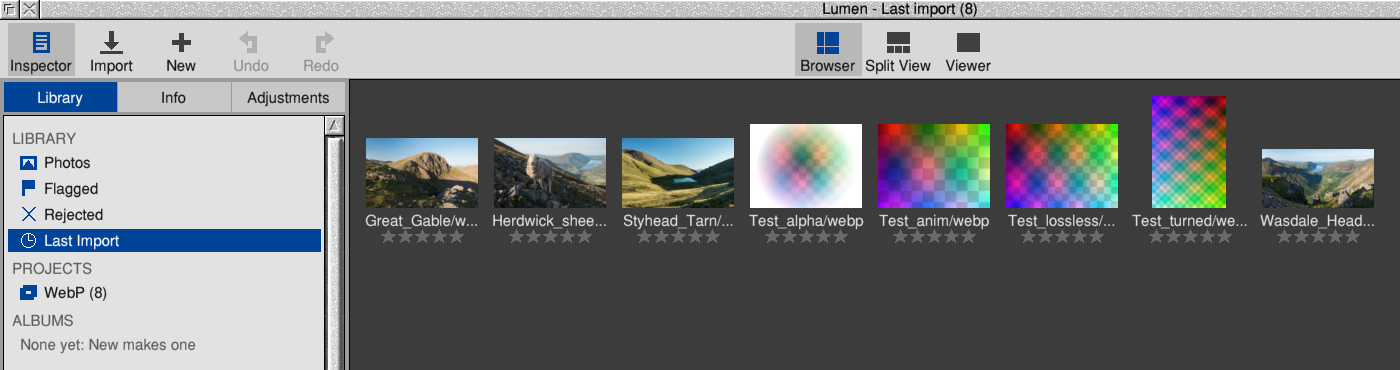 Lumen - Last import (8)
Inspector Import New Undo Redo Browser Split View Viewer
Library Info Adjustments
LIBRARY
Photos
Flagged
Rejected
Last Import
PROJECTS
WebP (8)
ALBUMS
None yet: New makes one
Great_Gable/w... Herdwick_shee... Styhead_Tarn/... Test_alpha/webp Test_anim/webp Test_lossless/... Test_turned/we... Wasdale_Head...